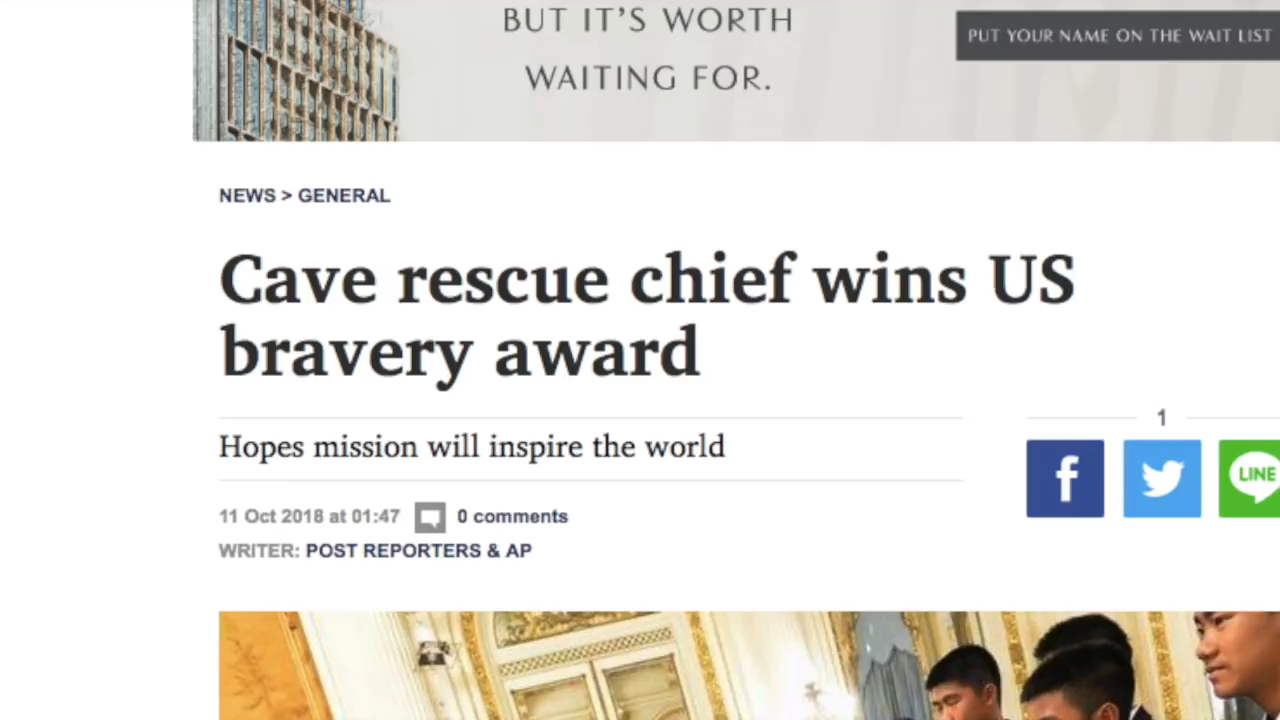 BUT IT'S WORTH
WAITING FOR.
PUT YOUR NAME ON THE WAIT LIST
NEWS > GENERAL
Cave rescue chief wins US
bravery award
Hopes mission will inspire the world
1
f
LINE
11 Oct 2018 at 01:47 0 comments
WRITER: POST REPORTERS & AP